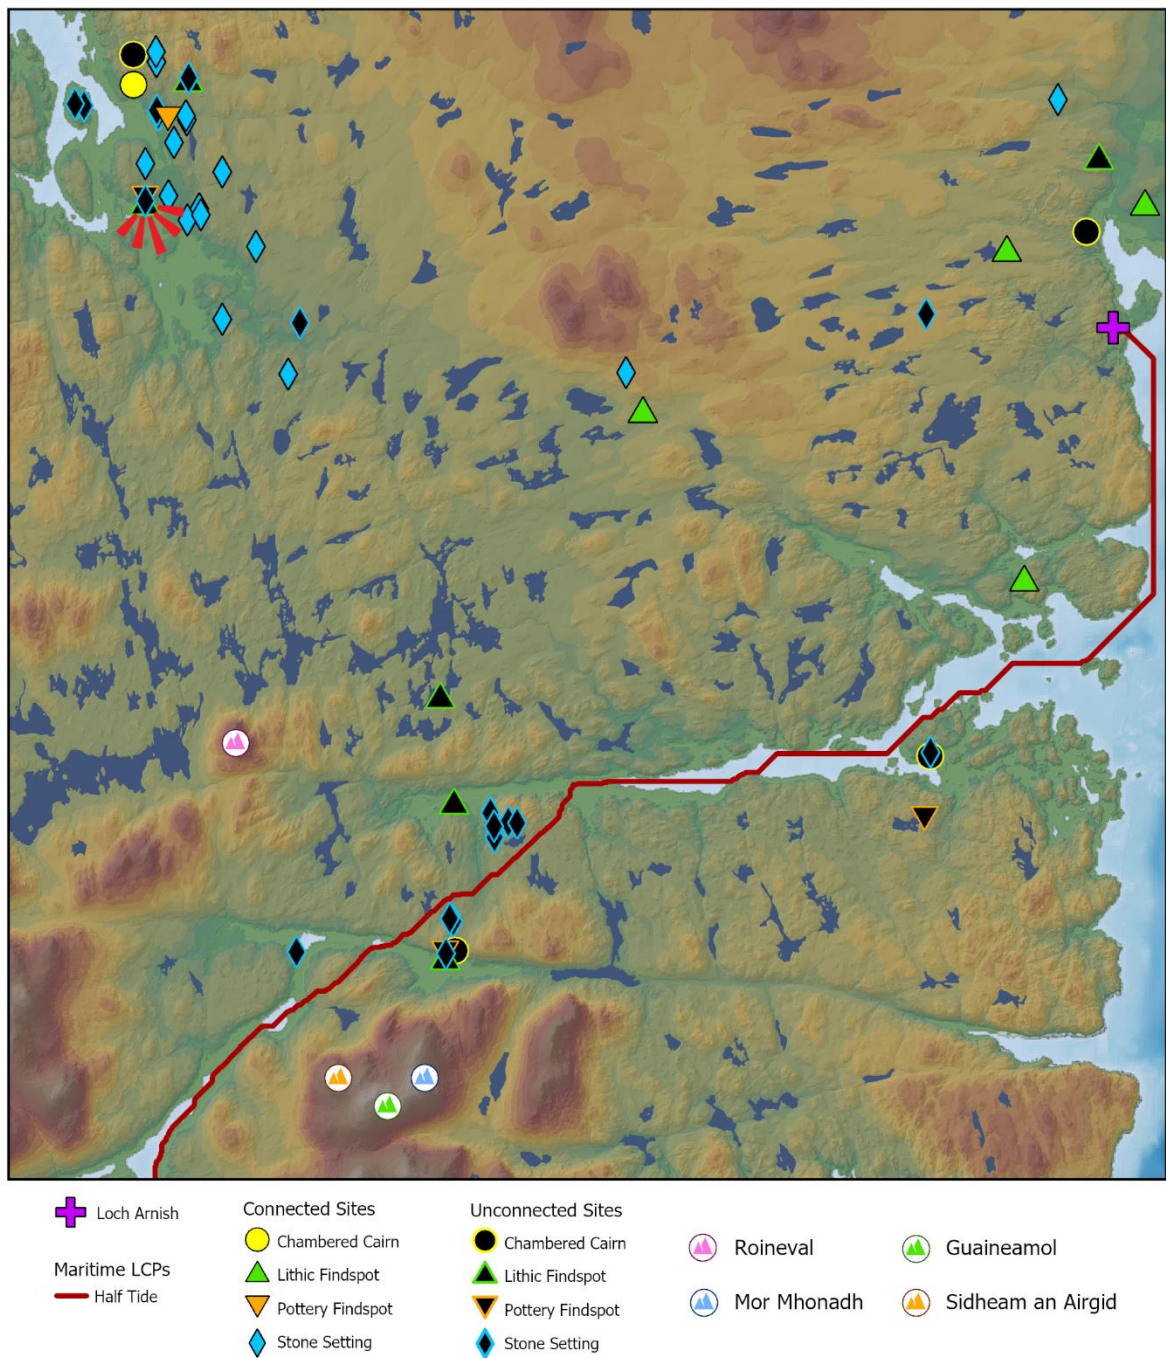 Loch Arnish
Maritime LCPs
Half Tide
Connected Sites
Chambered Cairn
Lithic Findspot
Pottery Findspot
Stone Setting
Unconnected Sites
Chambered Cairn
Lithic Findspot
Pottery Findspot
Stone Setting
Roineval
Mor Mhonadh
Guaineamol
Sidheam an Airgid